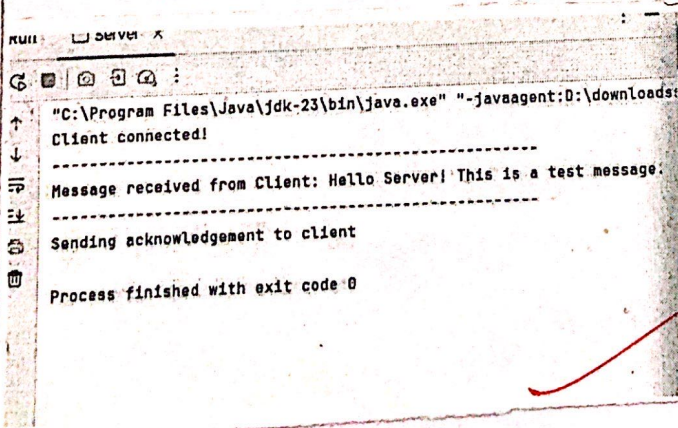 Run Server X
"C:\Program Files\Java\jdk-23\bin\java.exe" "-javaagent:D:\downloads
Client connected!
-----------------------------------------------------
Message received from Client: Hello Server! This is a test message.
-----------------------------------------------------
Sending acknowledgement to client
Process finished with exit code 0